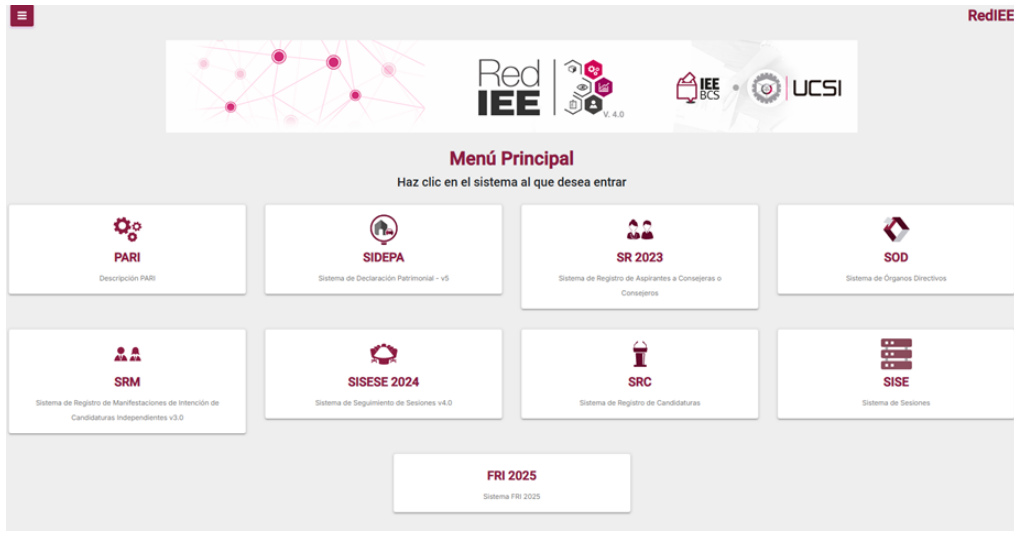 RedIEE
Red
IEE
V. 4.0
IEE
BCS
UCSI
Menú Principal
Haz clic en el sistema al que desea entrar
PARI
Descripción PARI
SIDEPA
Sistema de Declaración Patrimonial - v5
SR 2023
Sistema de Registro de Aspirantes a Consejeras o
Consejeros
SOD
Sistema de Órganos Directivos
SRM
Sistema de Registro de Manifestaciones de Intención de
Candidaturas Independientes v3.0
SISESE 2024
Sistema de Seguimiento de Sesiones v4.0
SRC
Sistema de Registro de Candidaturas
SISE
Sistema de Sesiones
FRI 2025
Sistema FRI 2025